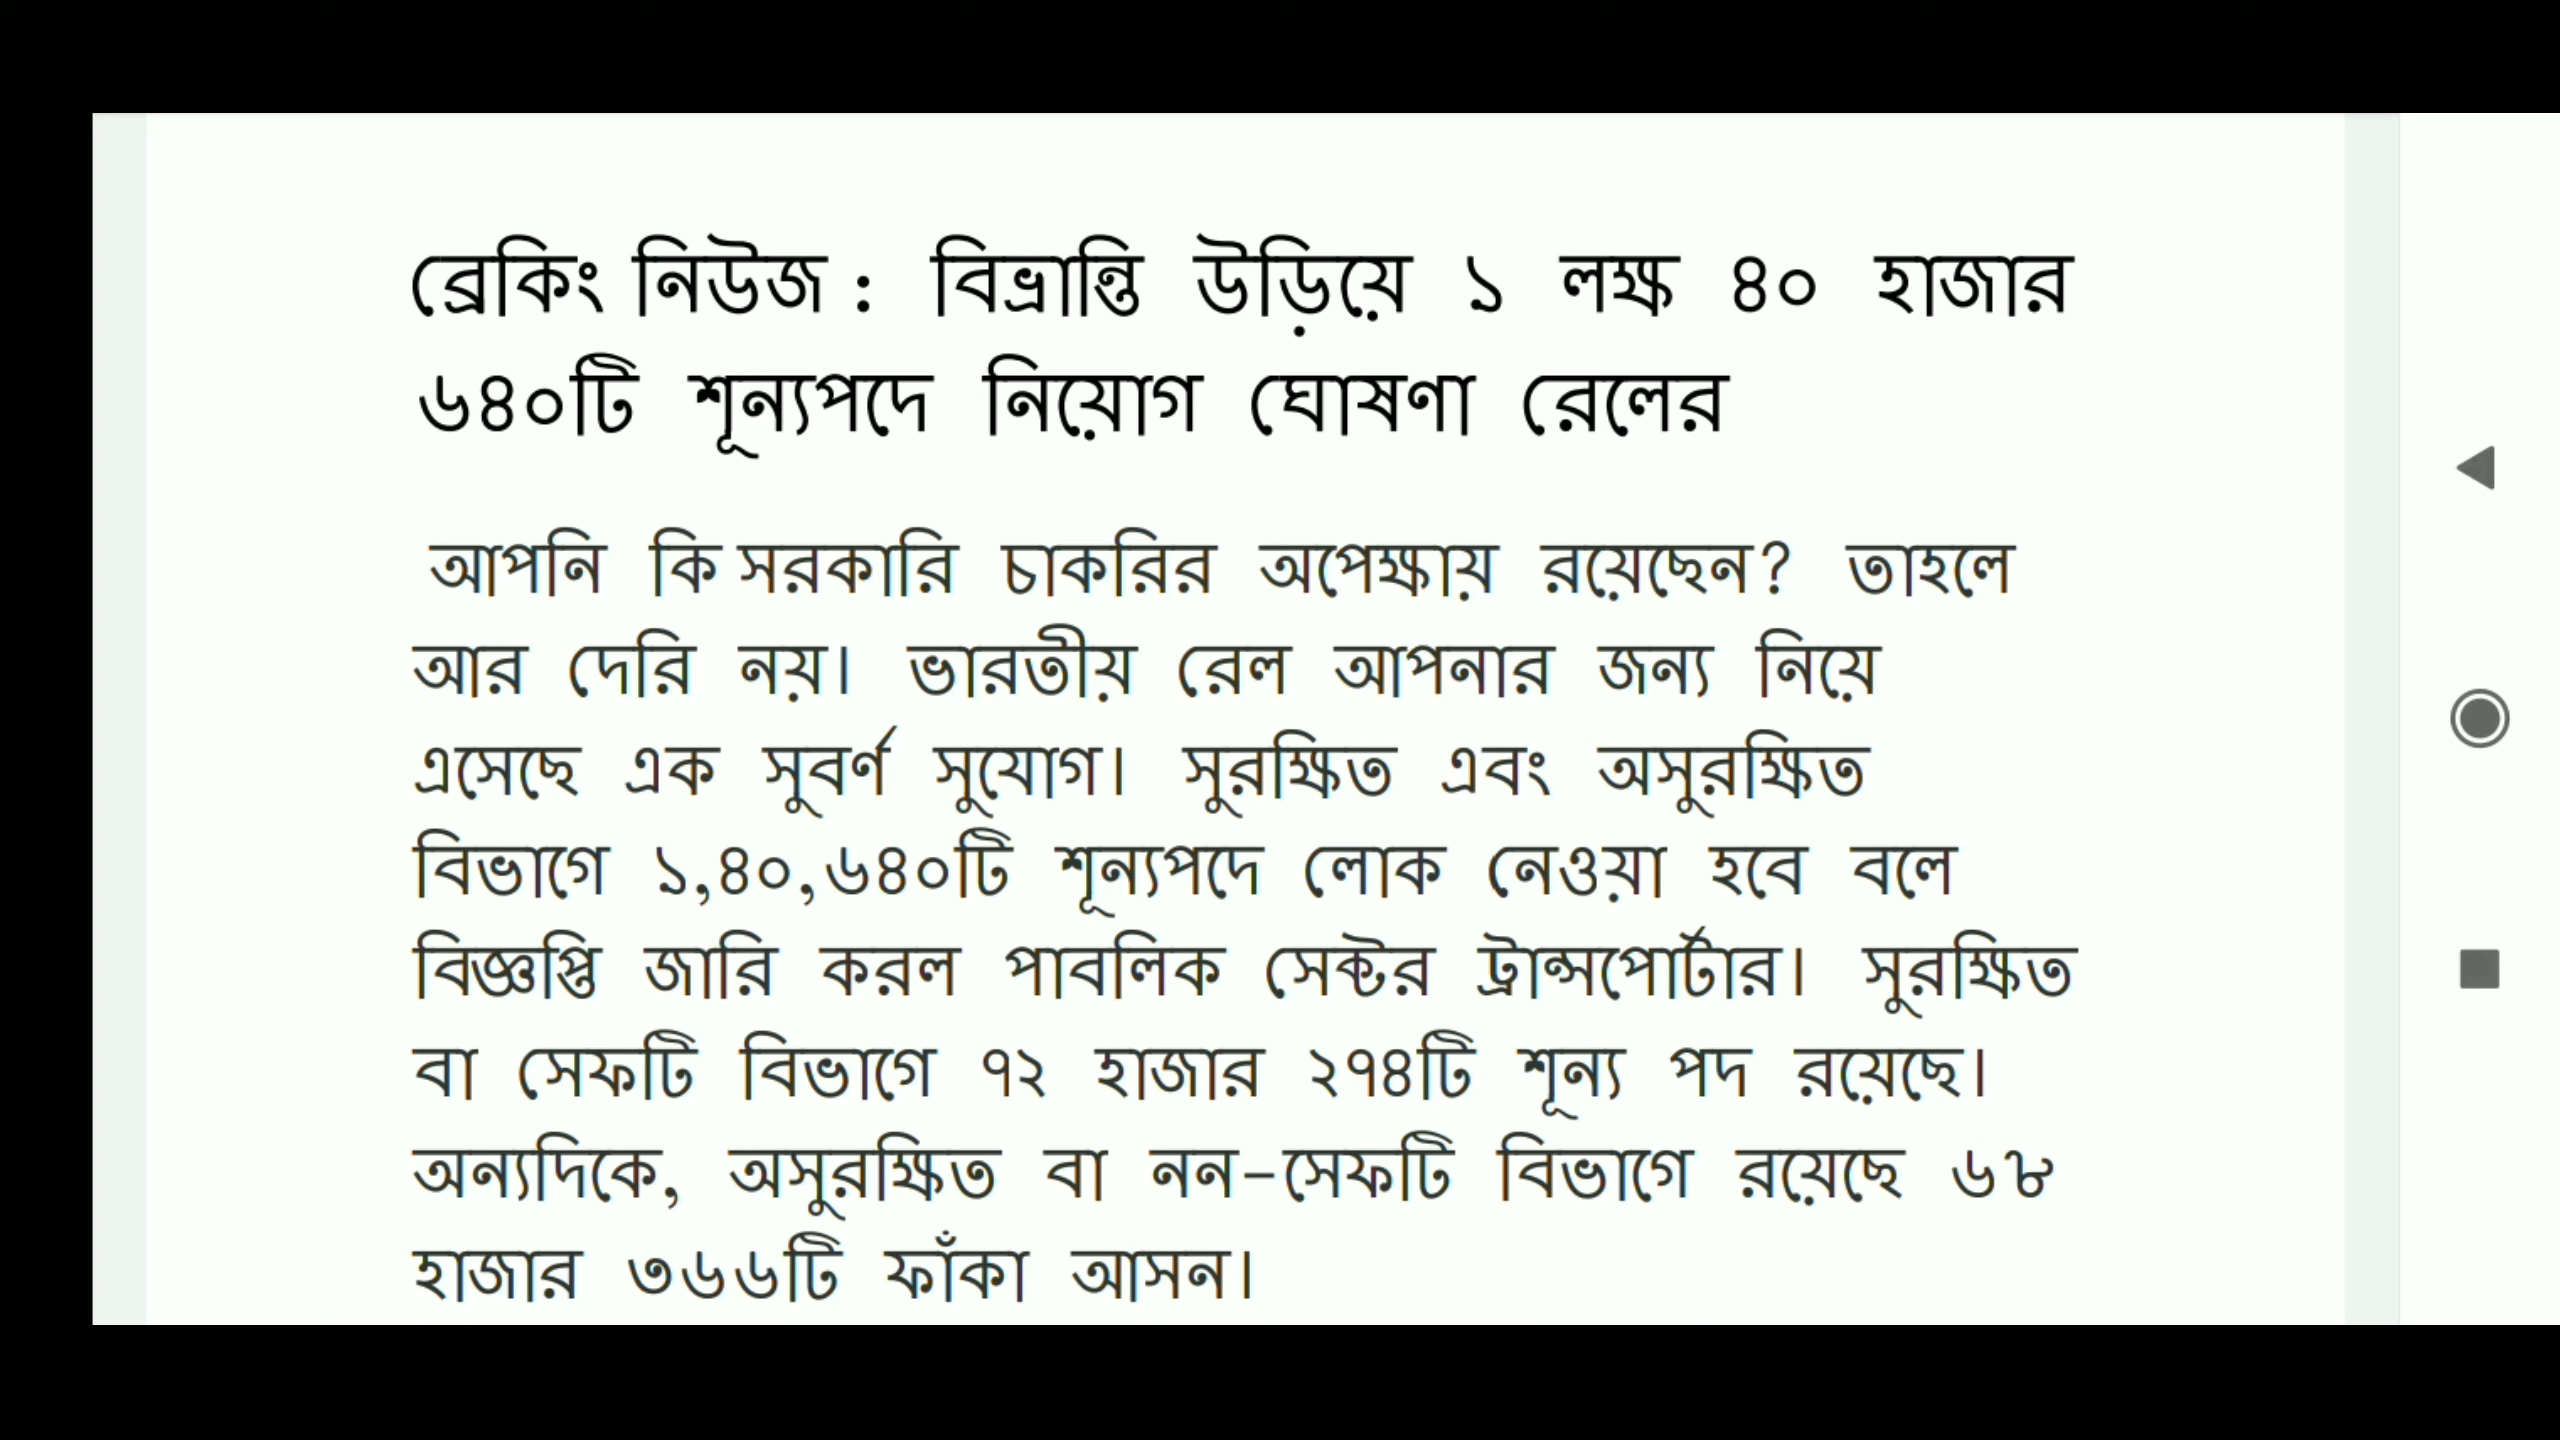 ব্রেকিং নিউজ : বিভ্রান্তি উড়িয়ে ১ লক্ষ ৪০ হাজার
৬৪০টি শূন্যপদে নিয়োগ ঘোষণা রেলের
আপনি কি সরকারি চাকরির অপেক্ষায় রয়েছেন? তাহলে
আর দেরি নয়। ভারতীয় রেল আপনার জন্য নিয়ে
এসেছে এক সুবর্ণ সুযোগ। সুরক্ষিত এবং অসুরক্ষিত
বিভাগে ১,৪০,৬৪০টি শূন্যপদে লোক নেওয়া হবে বলে
বিজ্ঞপ্তি জারি করল পাবলিক সেক্টর ট্রান্সপোর্টার। সুরক্ষিত
বা সেফটি বিভাগে ৭২ হাজার ২৭৪টি শূন্য পদ রয়েছে।
অন্যদিকে, অসুরক্ষিত বা নন-সেফটি বিভাগে রয়েছে ৬৮
হাজার ৩৬৬টি ফাঁকা আসন।